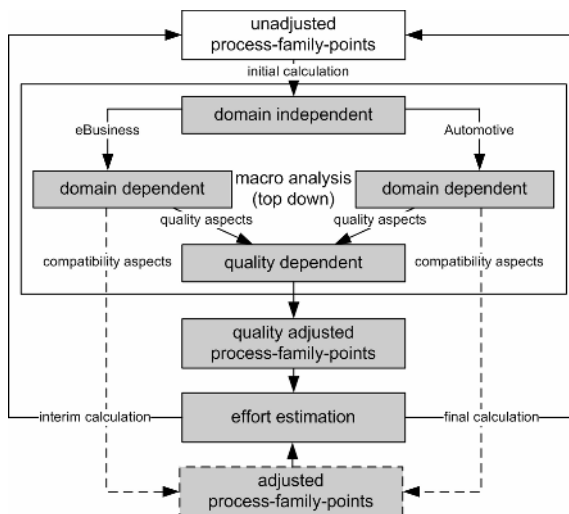 unadjusted
process-family-points
initial calculation
domain independent
eBusiness
Automotive
domain dependent
macro analysis
(top down)
domain dependent
quality aspects
quality aspects
compatibility aspects
quality dependent
compatibility aspects
quality adjusted
process-family-points
interim calculation
effort estimation
final calculation
adjusted
process-family-points